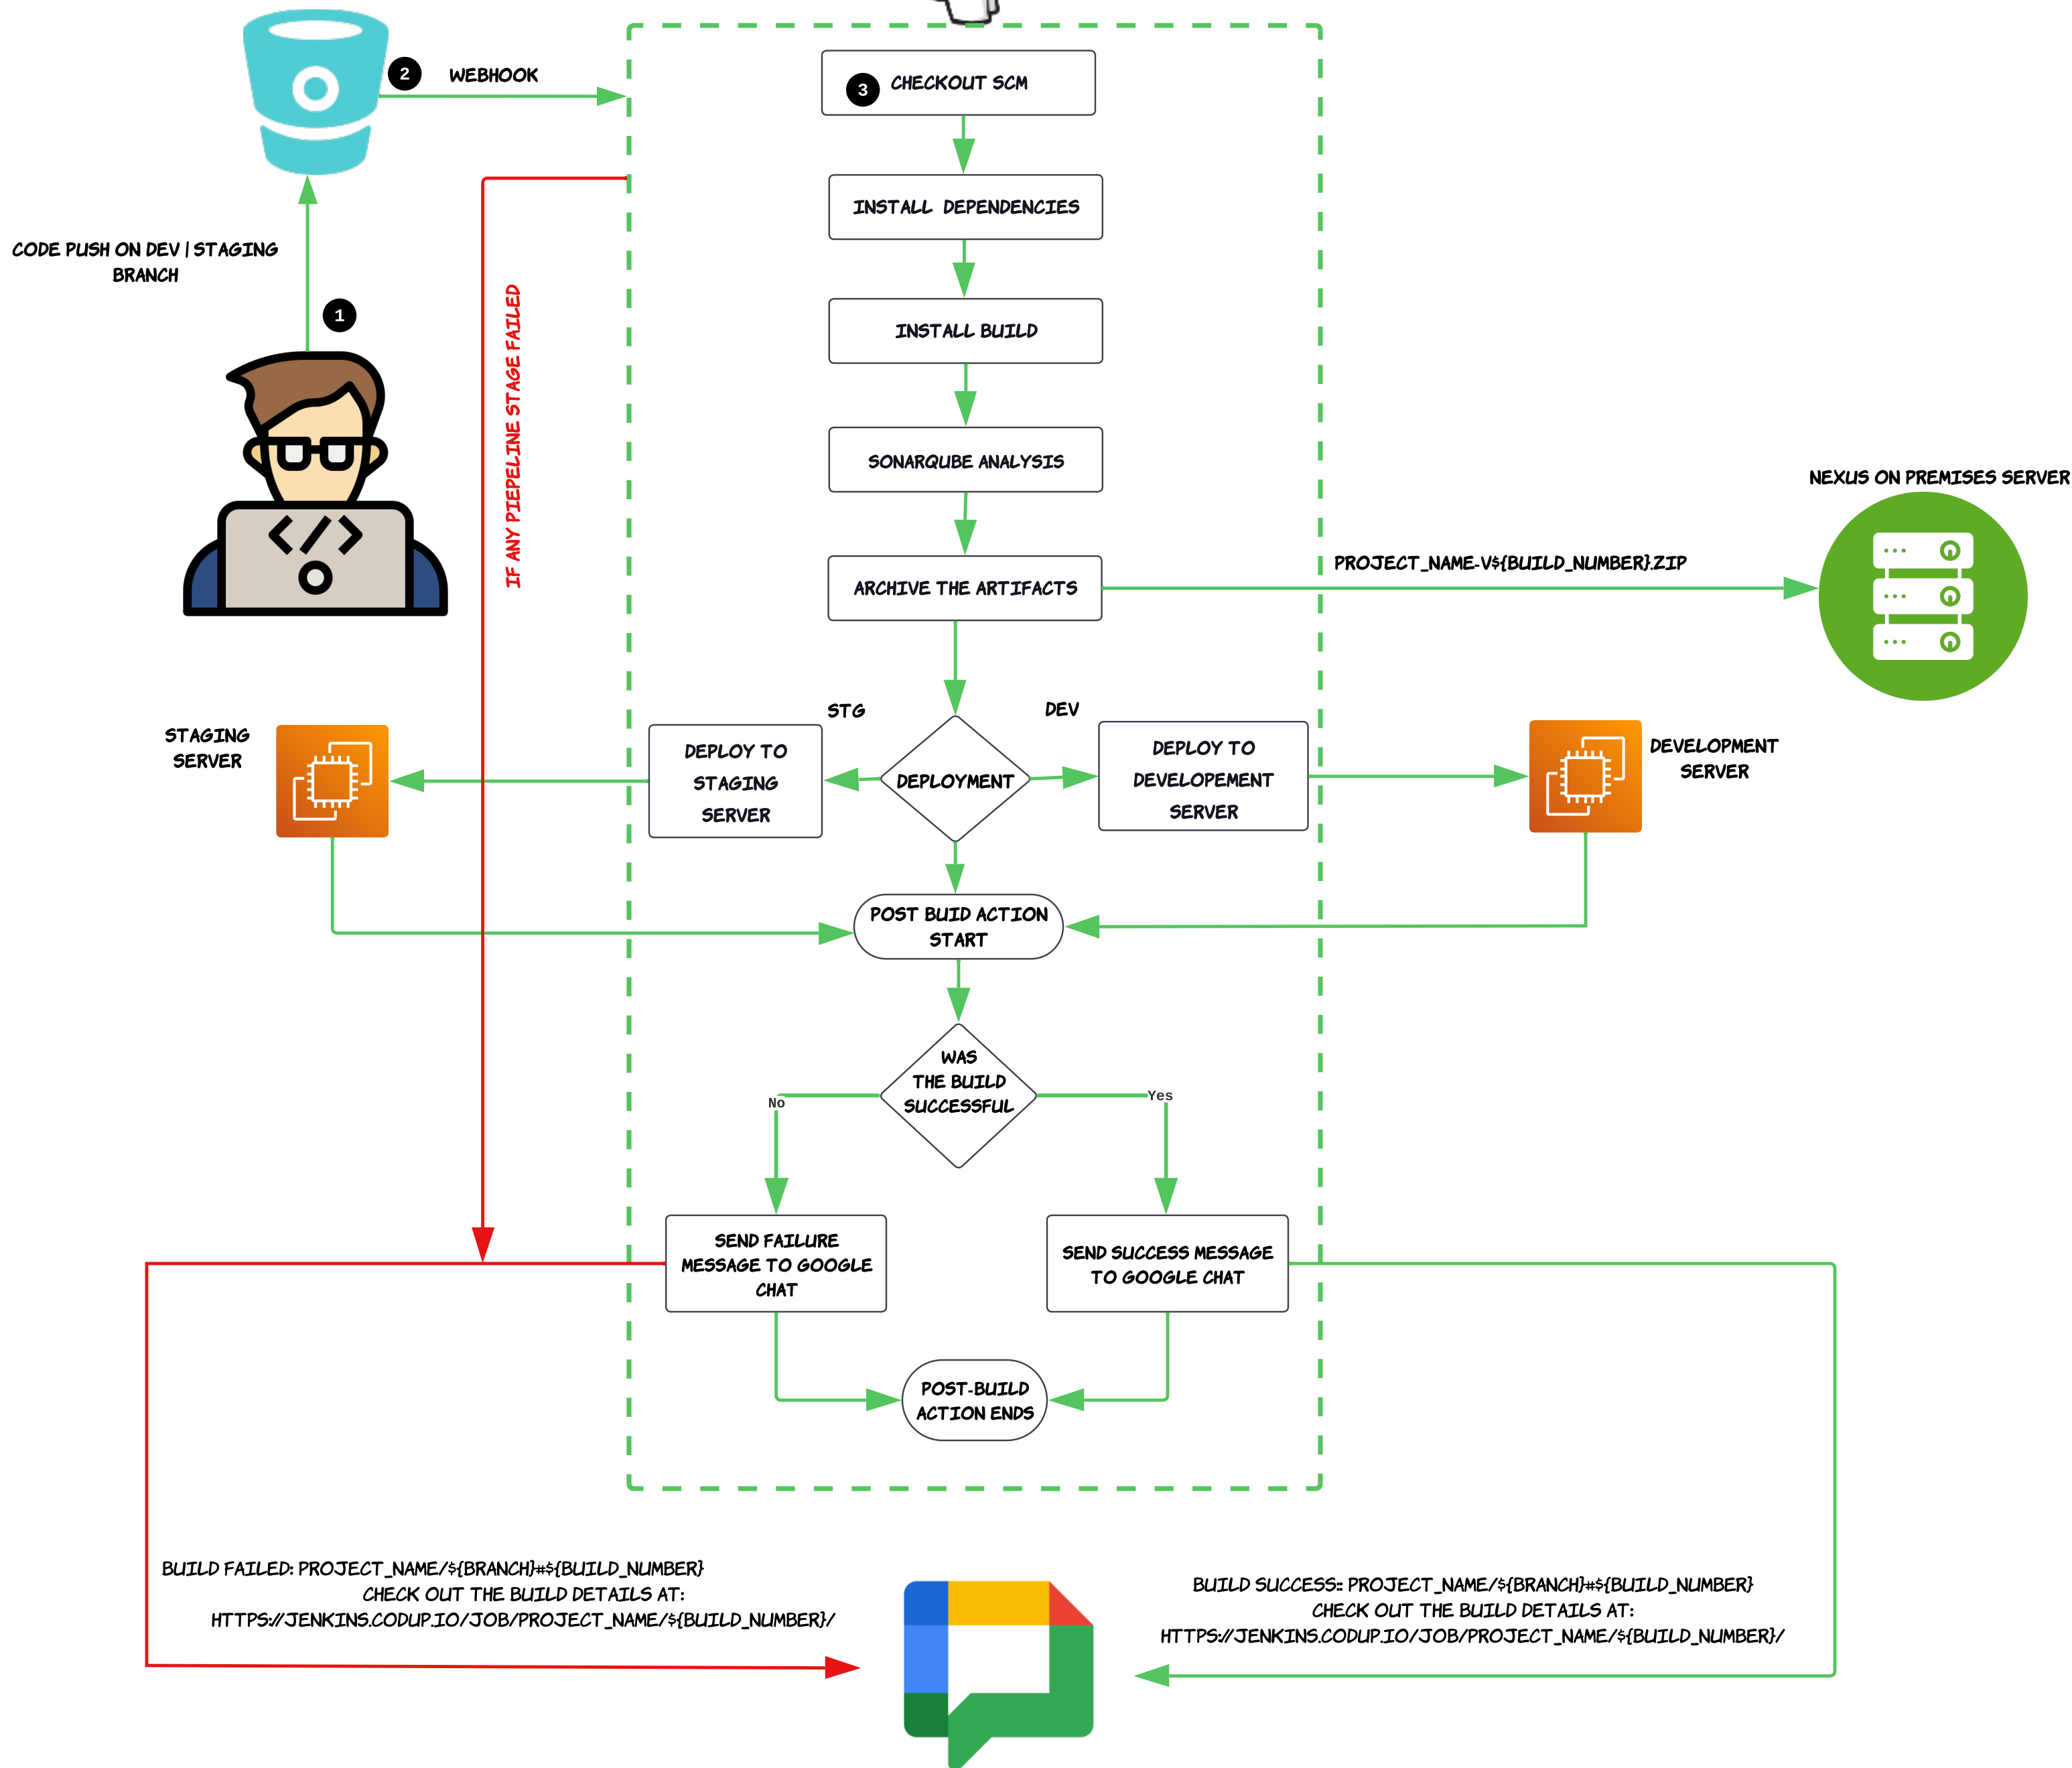 2
WEBHOOK
3
CHECKOUT SCM
INSTALL DEPENDENCIES
CODE PUSH ON DEV | STAGING
BRANCH
1
IF ANY PIEPELINE STAGE FAILED
INSTALL BUILD
SONARQUBE ANALYSIS
NEXUS ON PREMISES SERVER
ARCHIVE THE ARTIFACTS
PROJECT_NAME-V${BUILD_NUMBER}.ZIP
STG
DEV
STAGING
SERVER
DEPLOY TO
STAGING
SERVER
DEPLOYMENT
DEPLOY TO
DEVELOPEMENT
SERVER
DEVELOPMENT
SERVER
POST BUID ACTION
START
WAS
THE BUILD
SUCCESSFUL
No
Yes
SEND FAILURE
MESSAGE TO GOOGLE
CHAT
SEND SUCCESS MESSAGE
TO GOOGLE CHAT
POST-BUILD
ACTION ENDS
BUILD FAILED: PROJECT_NAME/${BRANCH}#${BUILD_NUMBER}
CHECK OUT THE BUILD DETAILS AT:
HTTPS://JENKINS.CODUP.IO/JOB/PROJECT_NAME/${BUILD_NUMBER}/
BUILD SUCCESS:: PROJECT_NAME/${BRANCH}#${BUILD_NUMBER}
CHECK OUT THE BUILD DETAILS AT:
HTTPS://JENKINS.CODUP.IO/JOB/PROJECT_NAME/${BUILD_NUMBER}/